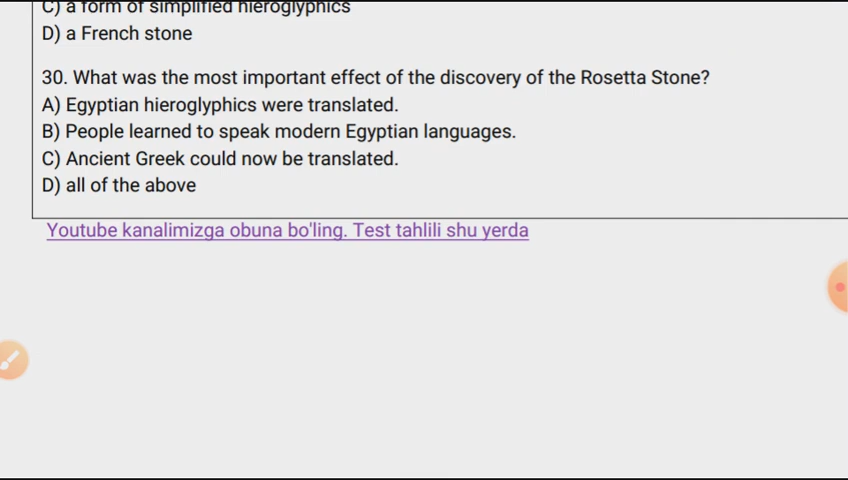 C) a form of simplified hieroglyphics
D) a French stone
30. What was the most important effect of the discovery of the Rosetta Stone?
A) Egyptian hieroglyphics were translated.
B) People learned to speak modern Egyptian languages.
C) Ancient Greek could now be translated.
D) all of the above
Youtube kanalimizga obuna bo'ling. Test tahlili shu yerda